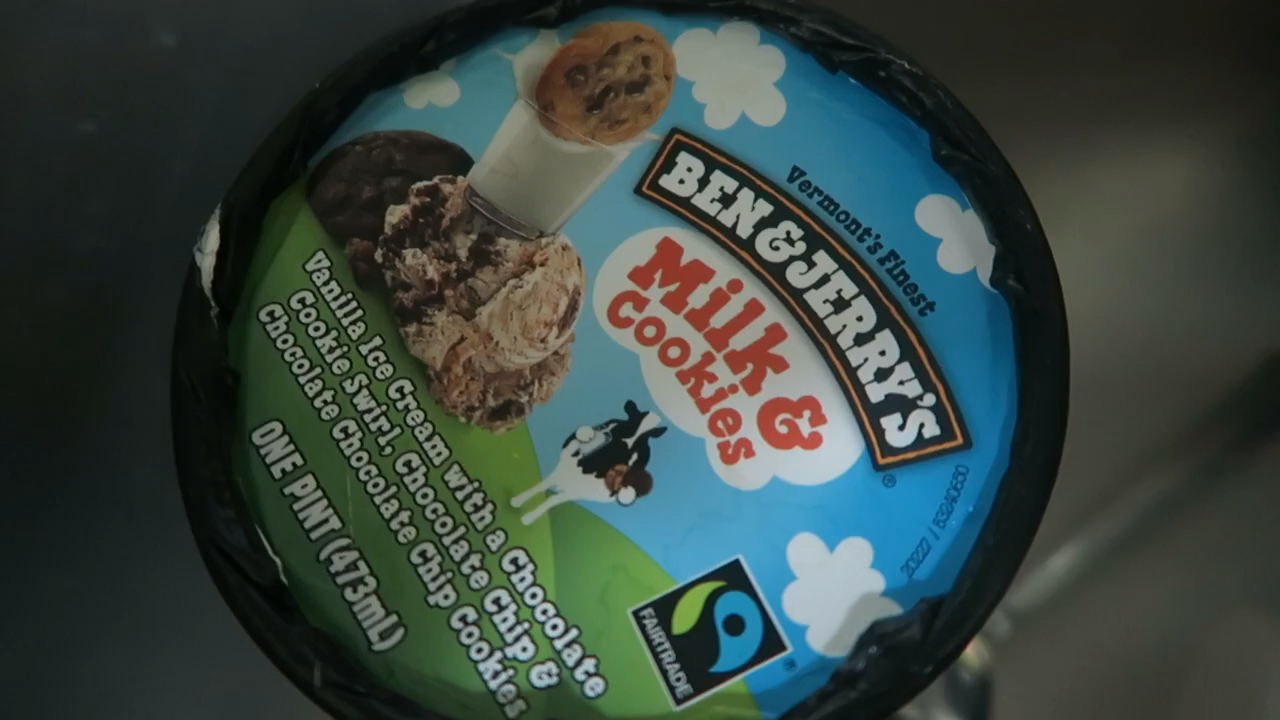 Vermont's Finest
BEN & JERRY'S
®
Milk &
Cookies
Vanilla Ice Cream with a Chocolate
Cookie Swirl, Chocolate Chip &
Chocolate Chocolate Chip Cookies
ONE PINT (473mL)
FAIRTRADE
®